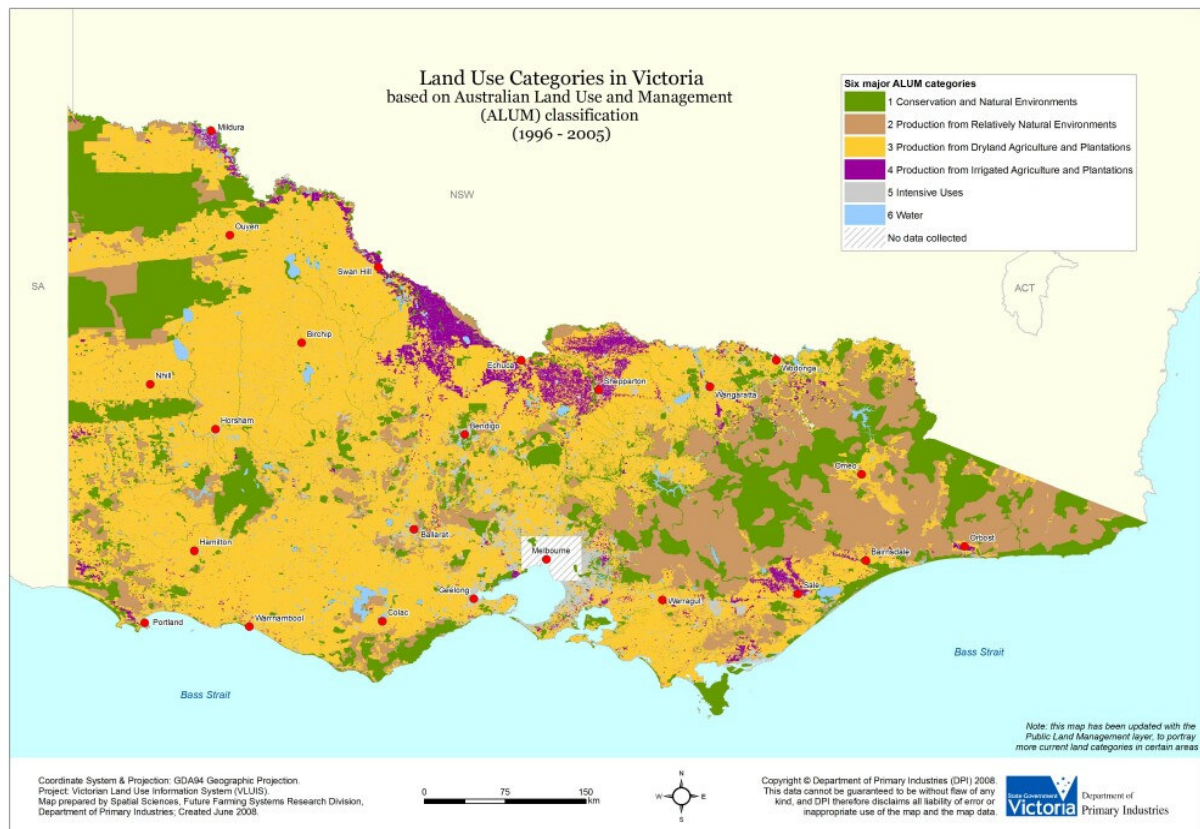 Land Use Categories in Victoria
based on Australian Land Use and Management
(ALUM) classification
(1996 - 2005)
Six major ALUM categories
1 Conservation and Natural Environments
2 Production from Relatively Natural Environments
3 Production from Dryland Agriculture and Plantations
4 Production from Irrigated Agriculture and Plantations
5 Intensive Uses
6 Water
No data collected
Mildura
NSW
Ouyen
Swan Hill
SA
ACT
Birchip
Echuca
Wodonga
Nhill
Shepparton
Wangaratta
Horsham
Bendigo
Omeo
Ballarat
Hamilton
Melbourne
Orbost
Bairnsdale
Geelong
Sale
Warragul
Portland
Warrnambool
Colac
Bass Strait
Bass Strait
Note: this map has been updated with the
Public Land Management layer, to portray
more current land categories in certain areas
Coordinate System & Projection: GDA94 Geographic Projection.
Project: Victorian Land Use Information System (VLUIS).
Map prepared by Spatial Sciences, Future Farming Systems Research Division,
Department of Primary Industries; Created June 2008.
0 75 150
km
N
W E
S
Copyright © Department of Primary Industries (DPI) 2008.
This data cannot be guaranteed to be without flaw of any
kind, and DPI therefore disclaims all liability of error or
inappropriate use of the map and the map data.
State Government
Victoria
Department of
Primary Industries